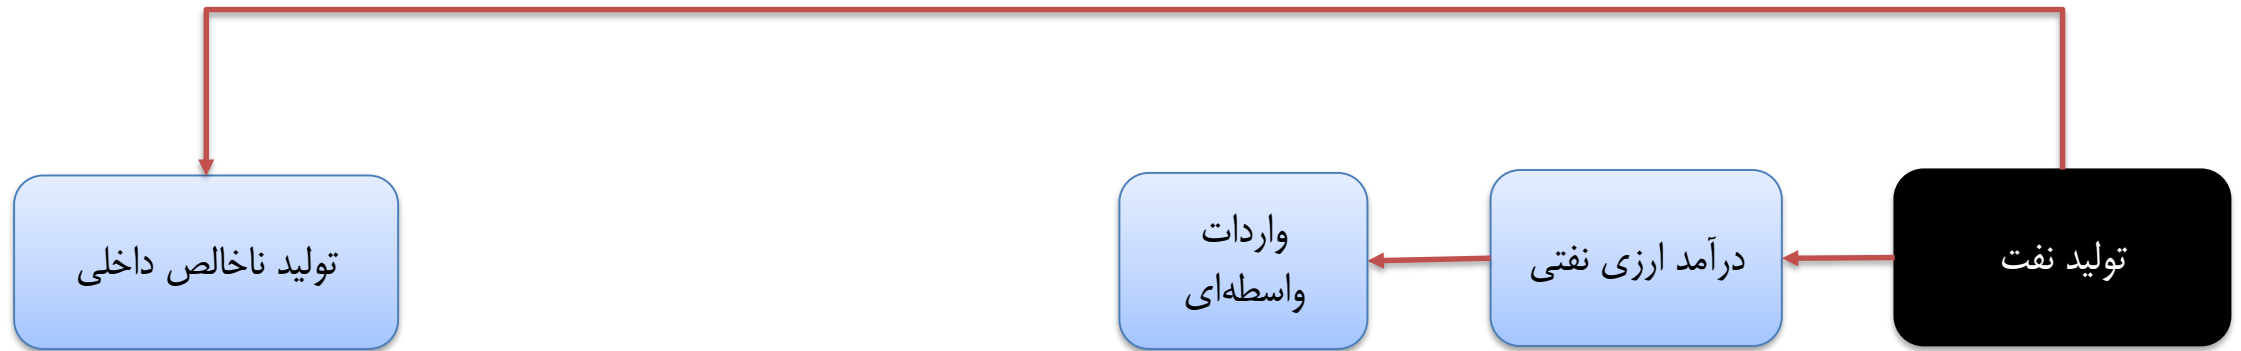 تولید نفت
درآمد ارزی نفتی
واردات
واسطه‌ای
تولید ناخالص داخلی